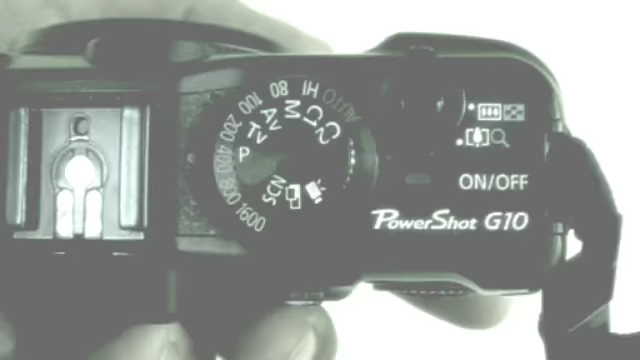 AUTO
HI
80
100
200
400
800
1600
C2
C1
M
Av
Tv
P
SCN
ON/OFF
PowerShot G10